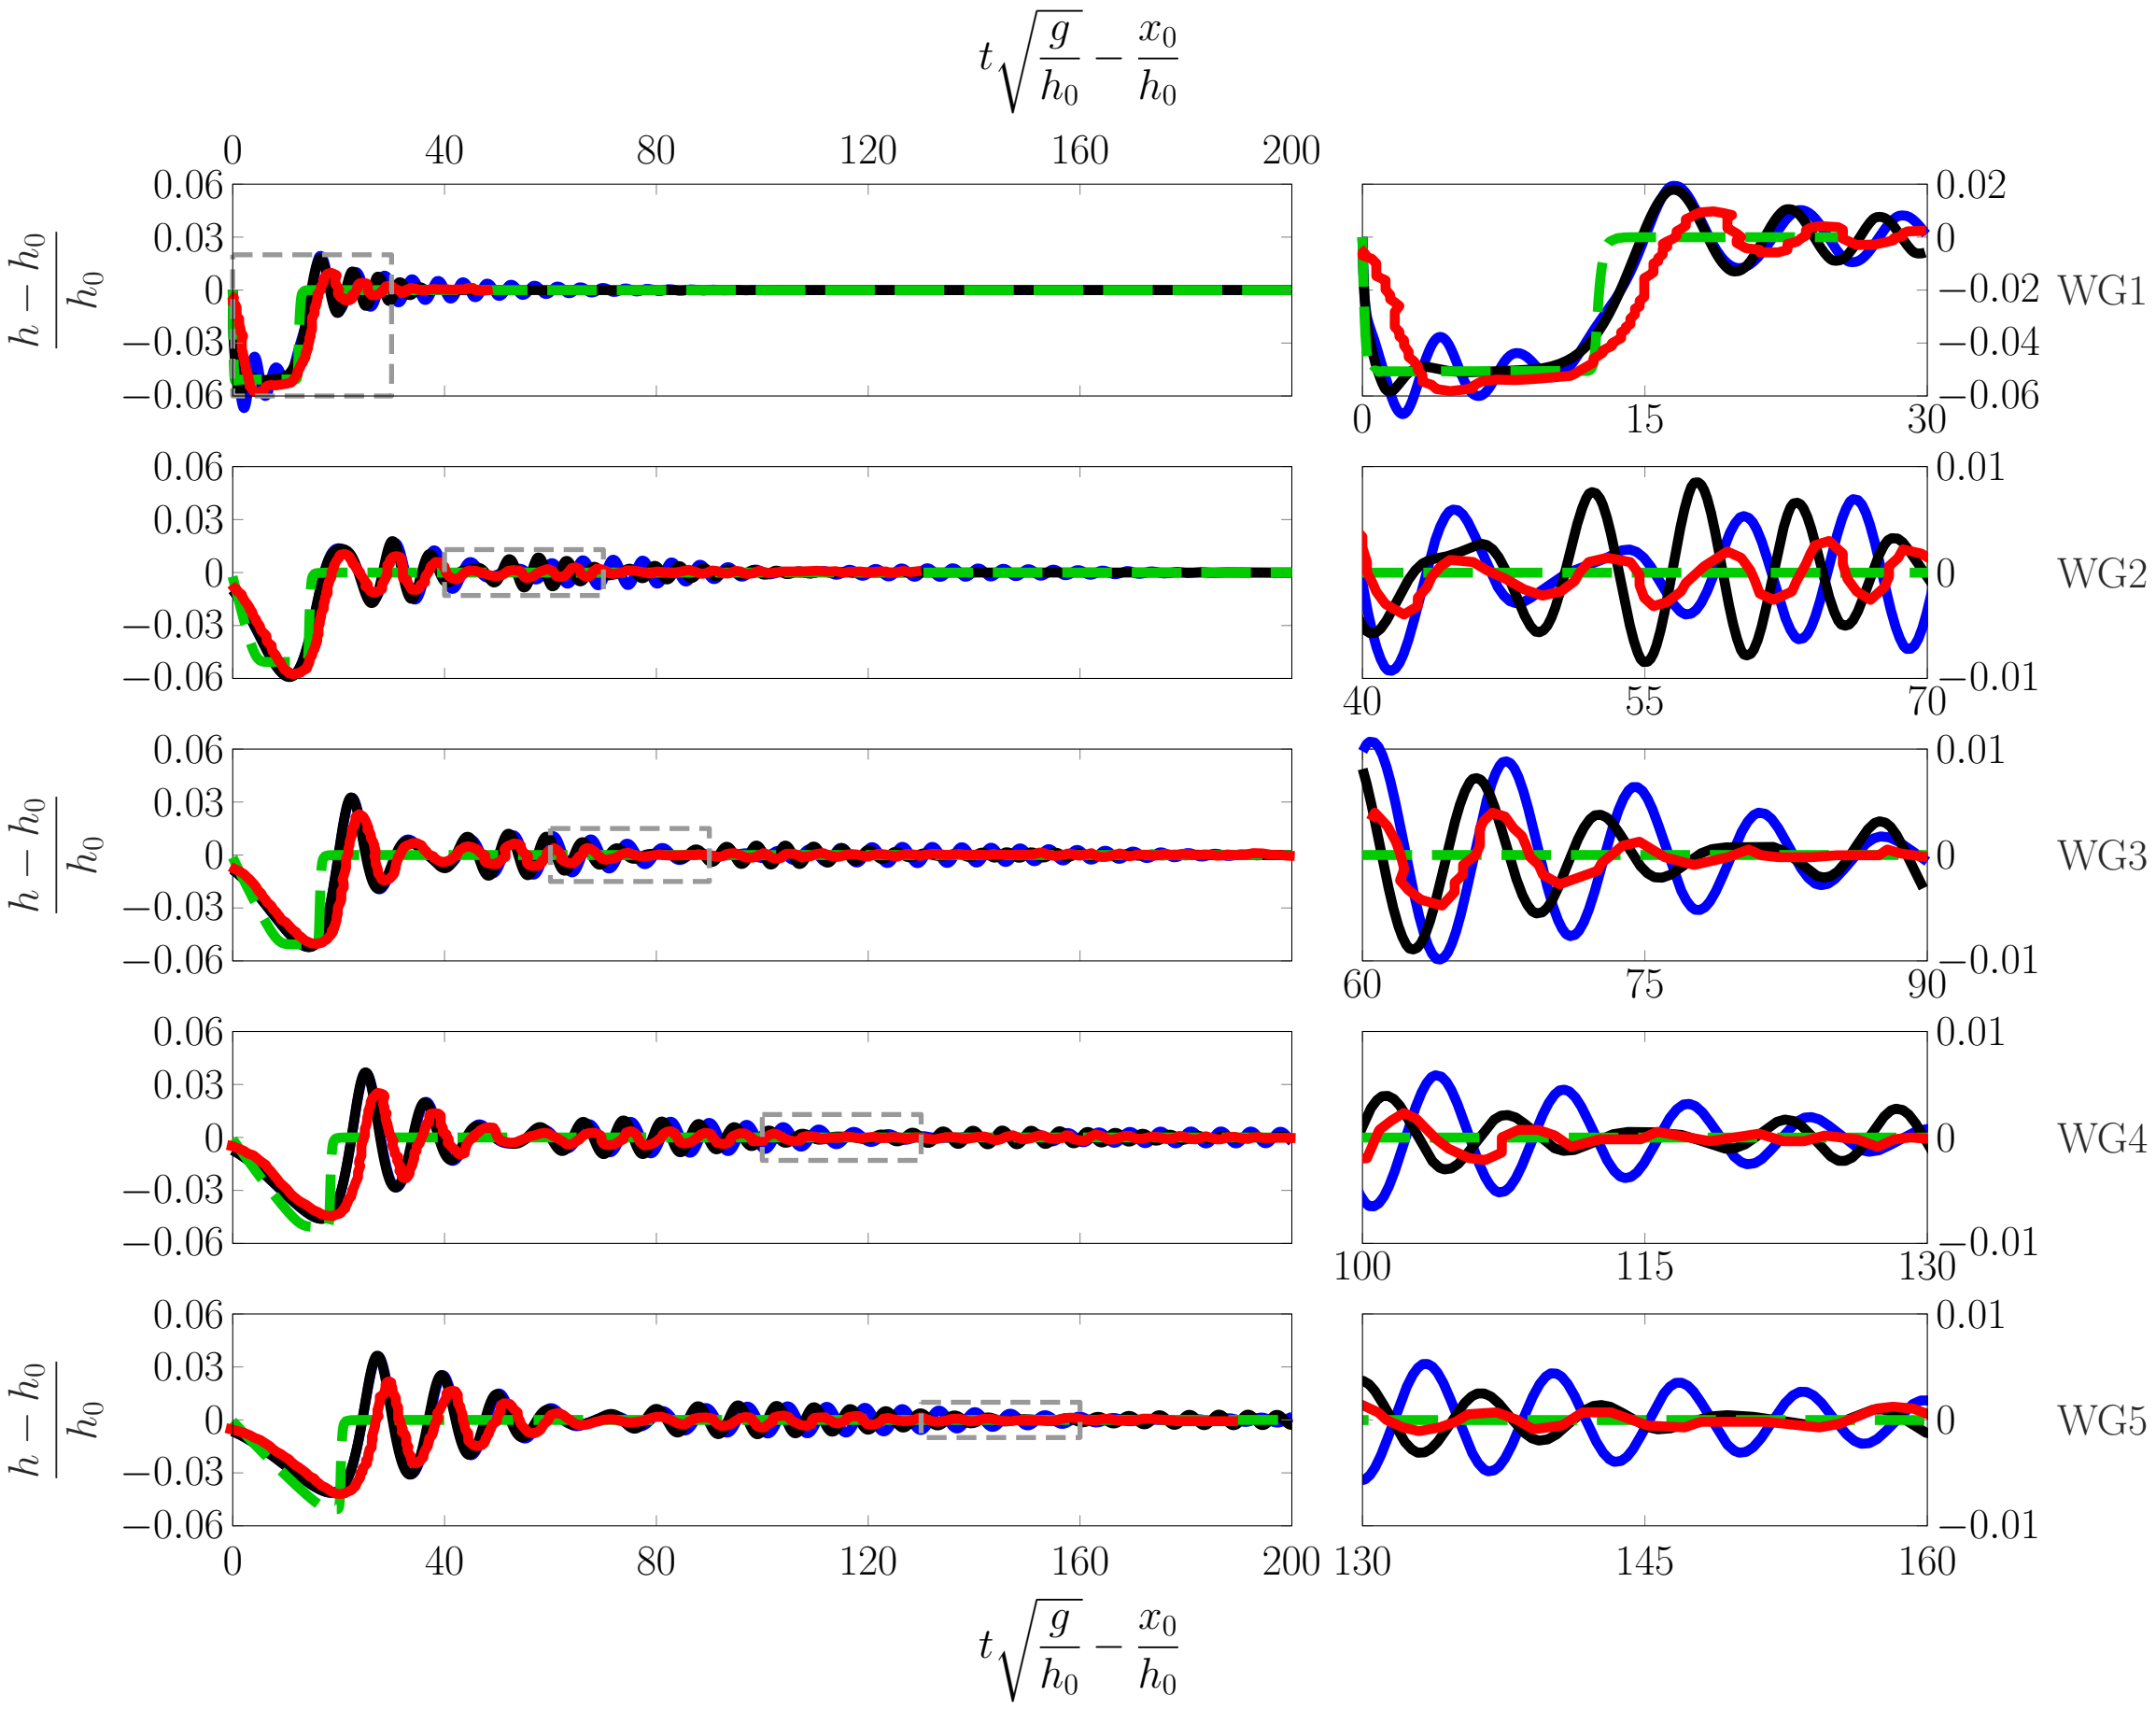 t√(g/h₀) − x₀/h₀
0 40 80 120 160 200
0.06 0.02
0.03 0
(h − h₀)/h₀ 0 −0.02 WG1
−0.03 −0.04
−0.06 −0.06
0 15 30
0.06 0.01
0.03
0 0 WG2
−0.03
−0.06 −0.01
40 55 70
0.06 0.01
0.03
(h − h₀)/h₀ 0 0 WG3
−0.03
−0.06 −0.01
60 75 90
0.06 0.01
0.03
0 0 WG4
−0.03
−0.06 −0.01
100 115 130
0.06 0.01
0.03
(h − h₀)/h₀ 0 0 WG5
−0.03
−0.06 −0.01
0 40 80 120 160 200 130 145 160
t√(g/h₀) − x₀/h₀